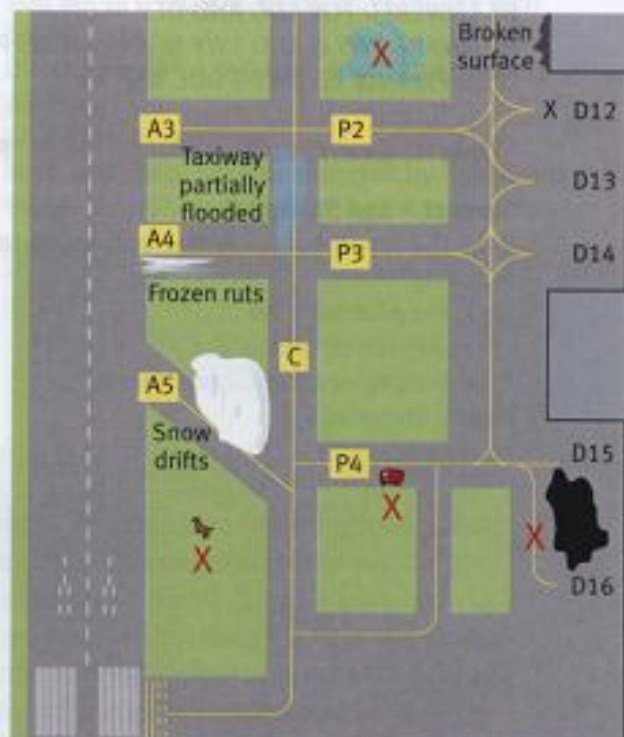 Broken
surface
X
X D12
A3
P2
Taxiway
partially
flooded
D13
A4
P3
D14
Frozen ruts
C
A5
Snow
drifts
P4
D15
X
X
X
D16